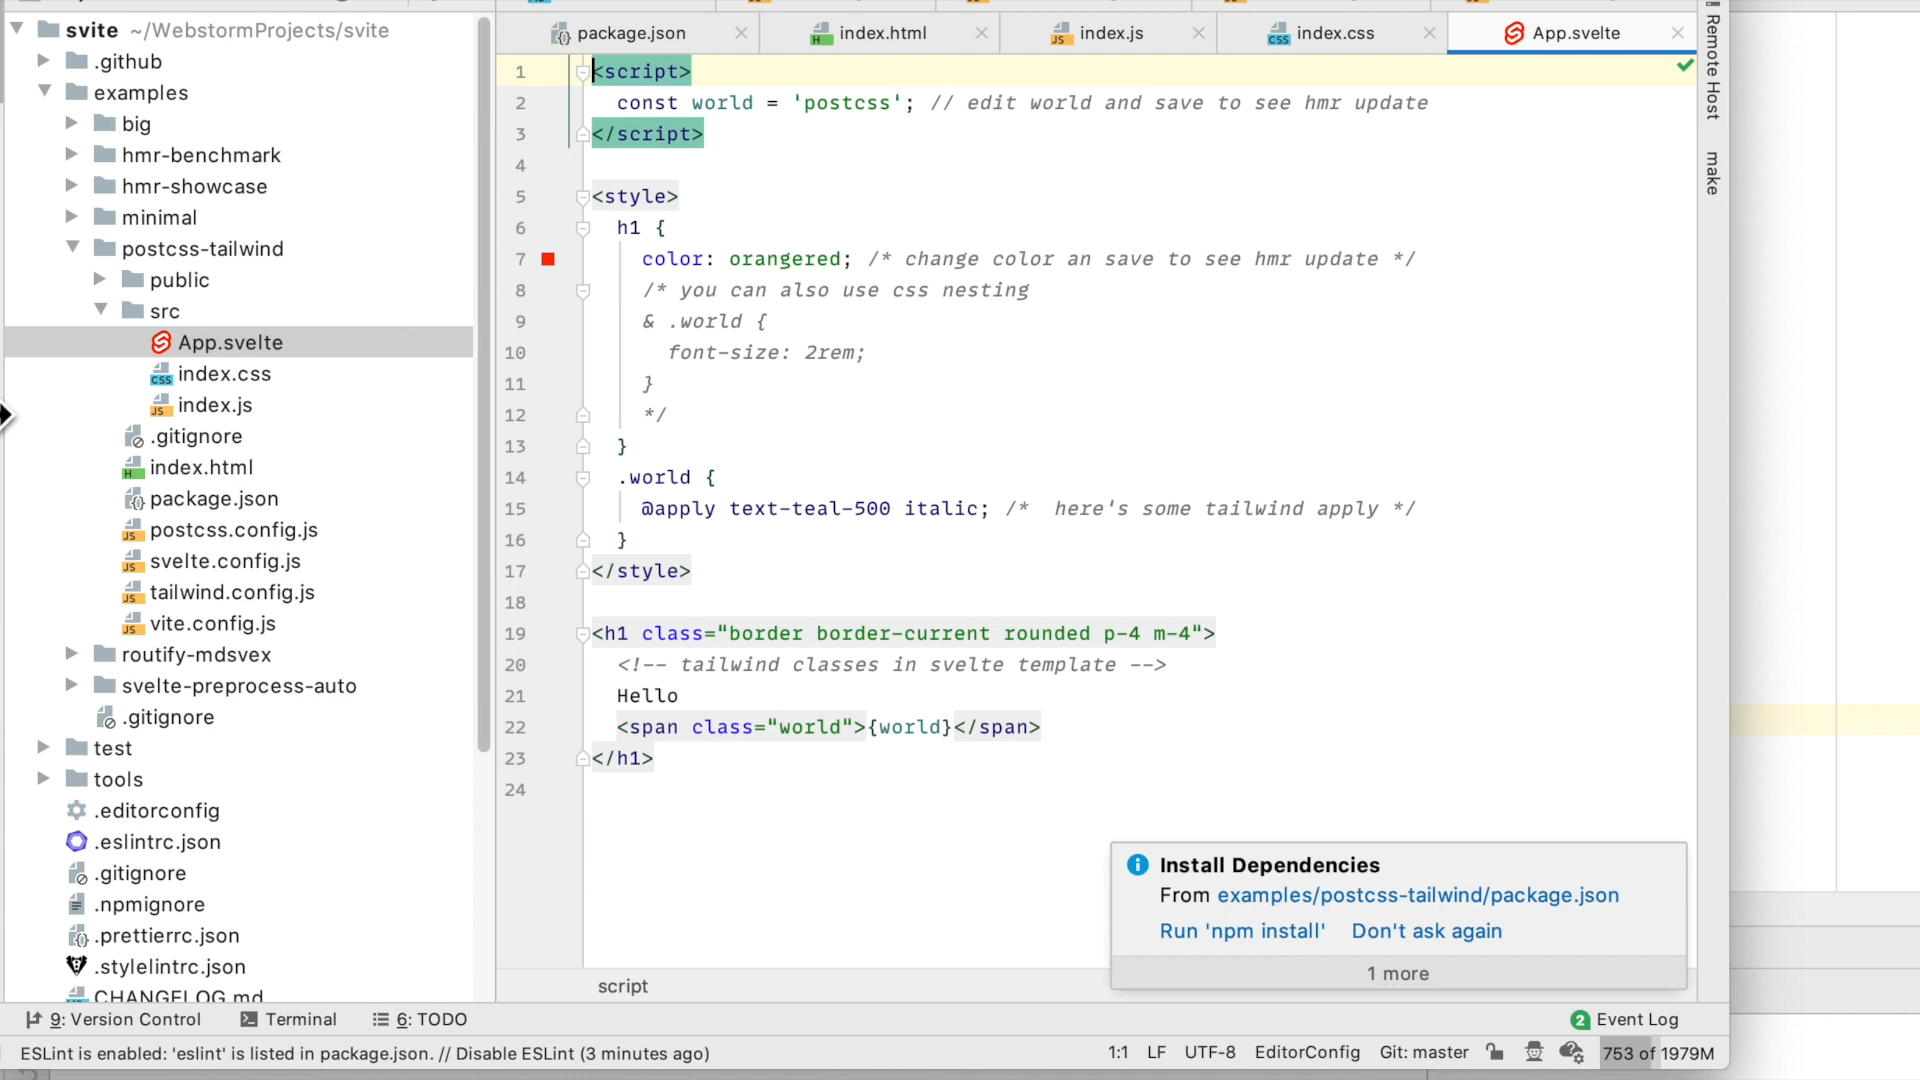 svite ~/WebstormProjects/svite
.github
examples
big
hmr-benchmark
hmr-showcase
minimal
postcss-tailwind
public
src
App.svelte
index.css
index.js
.gitignore
index.html
package.json
postcss.config.js
svelte.config.js
tailwind.config.js
vite.config.js
routify-mdsvex
svelte-preprocess-auto
.gitignore
test
tools
.editorconfig
.eslintrc.json
.gitignore
.npmignore
.prettierrc.json
.stylelintrc.json
CHANGELOG.md
package.json index.html index.js index.css App.svelte
1 <script>
2 const world = 'postcss'; // edit world and save to see hmr update
3 </script>
4
5 <style>
6 h1 {
7 color: orangered; /* change color an save to see hmr update */
8 /* you can also use css nesting
9 & .world {
10 font-size: 2rem;
11 }
12 */
13 }
14 .world {
15 @apply text-teal-500 italic; /*  here's some tailwind apply */
16 }
17 </style>
18
19 <h1 class="border border-current rounded p-4 m-4">
20 <!-- tailwind classes in svelte template -->
21 Hello
22 <span class="world">{world}</span>
23 </h1>
24
script
Remote Host
make
Install Dependencies
From examples/postcss-tailwind/package.json
Run 'npm install' Don't ask again
1 more
9: Version Control Terminal 6: TODO 2 Event Log
ESLint is enabled: 'eslint' is listed in package.json. // Disable ESLint (3 minutes ago) 1:1 LF UTF-8 EditorConfig Git: master 753 of 1979M